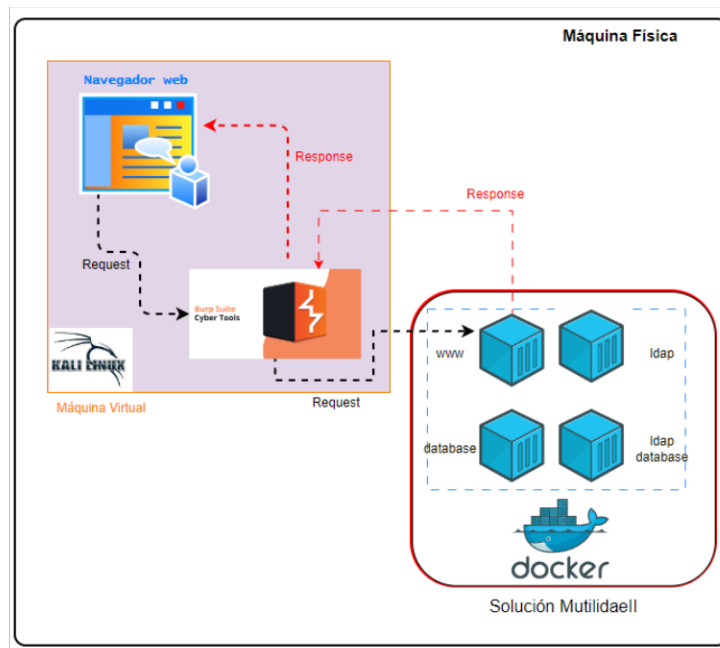 Máquina Física
Navegador web
Response
Response
Request
Burp Suite
Cyber Tools
www
ldap
KALI LINUX
Request
Máquina Virtual
database
ldap
database
docker
Solución MutilidaeII